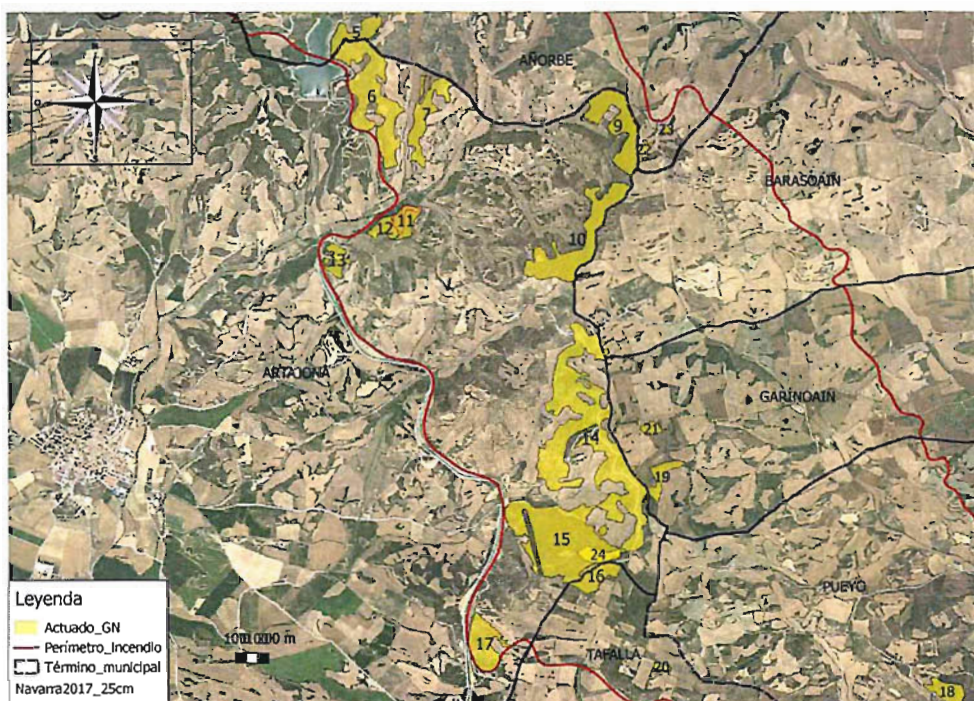 N
O
E
5
AÑORBE
6
7
9
23
22
BARASOAIN
11
12
10
13
ARTAJONA
GARINOAIN
14
21
19
15
24
16
PUEYO
17
TAFALLA
20
18
Leyenda
Actuado_GN
Perímetro_Incendio
Término_municipal
Navarra2017_25cm